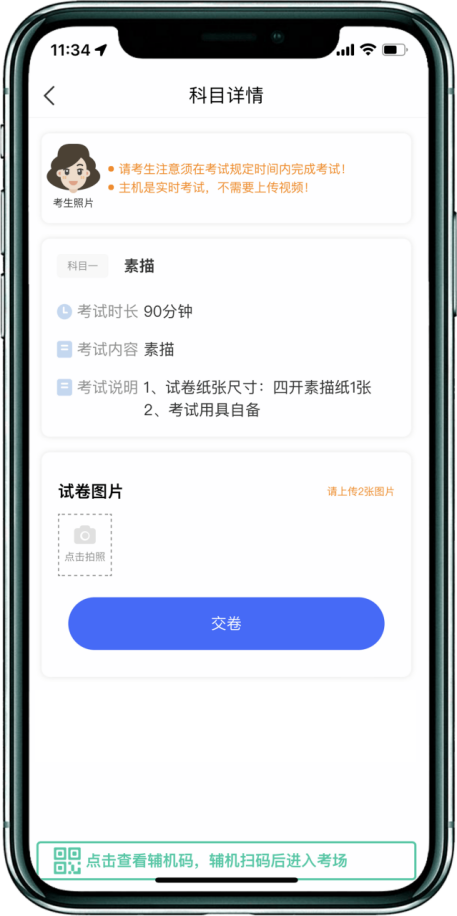 11:34
科目详情
请考生注意须在考试规定时间内完成考试！
主机是实时考试，不需要上传视频！
考生照片
科目一 素描
考试时长 90分钟
考试内容 素描
考试说明 1、试卷纸张尺寸：四开素描纸1张
2、考试用具自备
试卷图片 请上传2张图片
点击拍照
交卷
点击查看辅机码，辅机扫码后进入考场